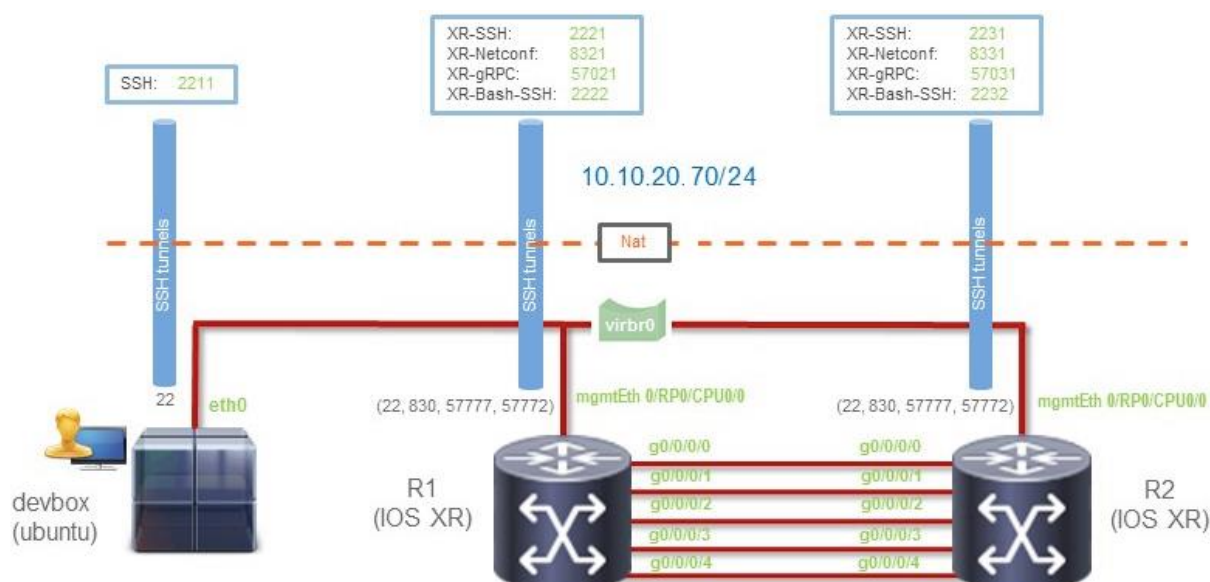 SSH: 2211
XR-SSH: 2221
XR-Netconf: 8321
XR-gRPC: 57021
XR-Bash-SSH: 2222
XR-SSH: 2231
XR-Netconf: 8331
XR-gRPC: 57031
XR-Bash-SSH: 2232
10.10.20.70/24
SSH tunnels
SSH tunnels
SSH tunnels
Nat
virbr0
22
eth0
(22, 830, 57777, 57772)
mgmtEth 0/RP0/CPU0/0
(22, 830, 57777, 57772)
mgmtEth 0/RP0/CPU0/0
devbox
(ubuntu)
R1
(IOS XR)
g0/0/0/0
g0/0/0/0
g0/0/0/1
g0/0/0/1
g0/0/0/2
g0/0/0/2
g0/0/0/3
g0/0/0/3
g0/0/0/4
g0/0/0/4
R2
(IOS XR)